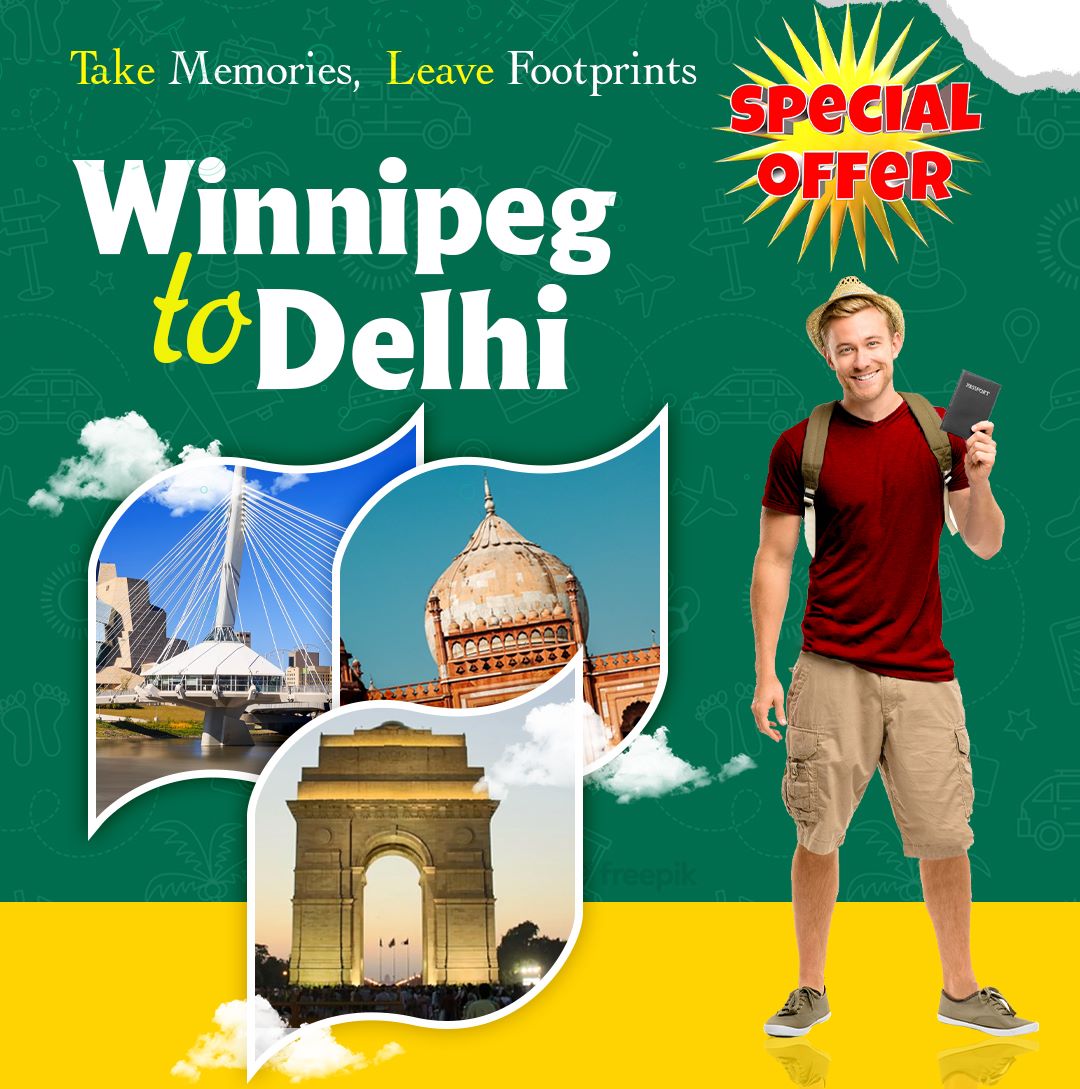 Take Memories, Leave Footprints
SPECIAL
OFFER
Winnipeg
to Delhi
PASSPORT
freepik